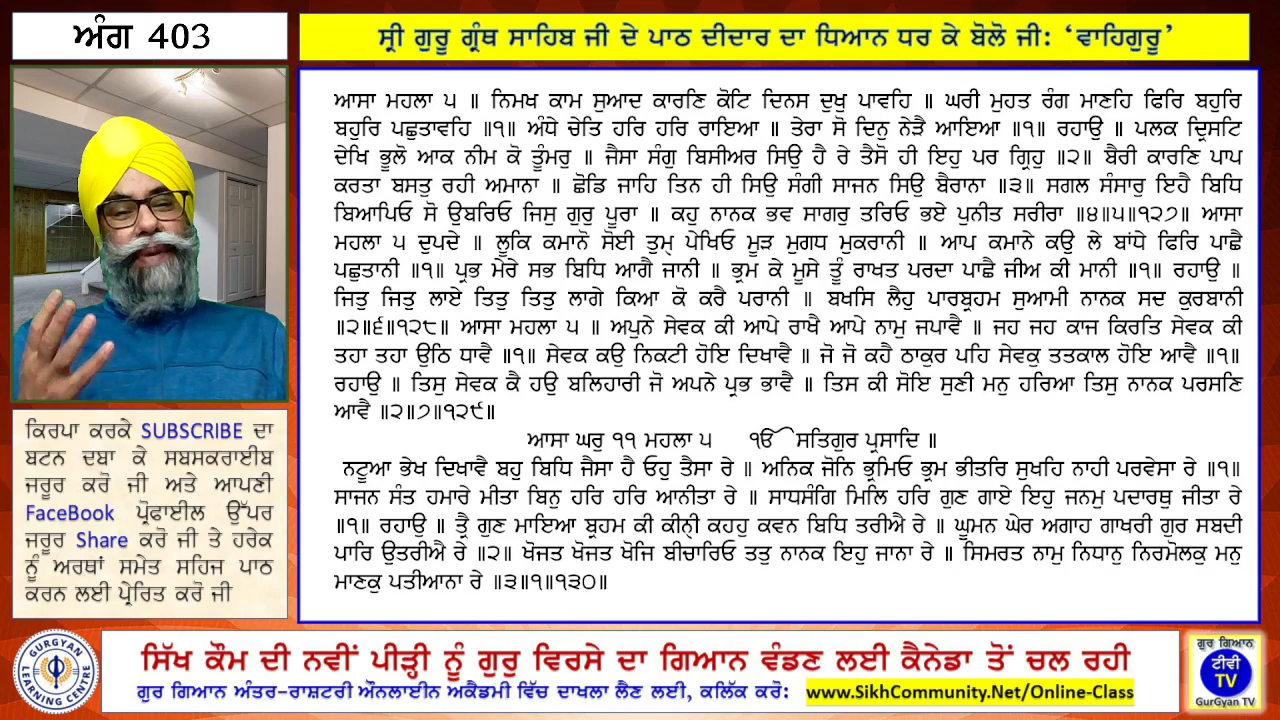 ਅੰਗ 403
ਸ੍ਰੀ ਗੁਰੂ ਗ੍ਰੰਥ ਸਾਹਿਬ ਜੀ ਦੇ ਪਾਠ ਦੀਦਾਰ ਦਾ ਧਿਆਨ ਧਰ ਕੇ ਬੋਲੋ ਜੀ: ‘ਵਾਹਿਗੁਰੂ’
ਆਸਾ ਮਹਲਾ ੫ ॥ ਨਿਮਖ ਕਾਮ ਸੁਆਦ ਕਾਰਣਿ ਕੋਟਿ ਦਿਨਸ ਦੁਖੁ ਪਾਵਹਿ ॥ ਘਰੀ ਮੁਹਤ ਰੰਗ ਮਾਣਹਿ ਫਿਰਿ ਬਹੁਰਿ
ਬਹੁਰਿ ਪਛੁਤਾਵਹਿ ॥੧॥ ਅੰਧੇ ਚੇਤਿ ਹਰਿ ਹਰਿ ਰਾਇਆ ॥ ਤੇਰਾ ਸੋ ਦਿਨੁ ਨੇੜੈ ਆਇਆ ॥੧॥ ਰਹਾਉ ॥ ਪਲਕ ਦ੍ਰਿਸਟਿ
ਦੇਖਿ ਭੂਲੋ ਆਕ ਨੀਮ ਕੋ ਤੂੰਮਰੁ ॥ ਜੈਸਾ ਸੰਗੁ ਬਿਸੀਅਰ ਸਿਉ ਹੈ ਰੇ ਤੈਸੋ ਹੀ ਇਹੁ ਪਰ ਗ੍ਰਿਹੁ ॥੨॥ ਬੈਰੀ ਕਾਰਣਿ ਪਾਪ
ਕਰਤਾ ਬਸਤੁ ਰਹੀ ਅਮਾਨਾ ॥ ਛੋਡਿ ਜਾਹਿ ਤਿਨ ਹੀ ਸਿਉ ਸੰਗੀ ਸਾਜਨ ਸਿਉ ਬੈਰਾਨਾ ॥੩॥ ਸਗਲ ਸੰਸਾਰੁ ਇਹੈ ਬਿਧਿ
ਬਿਆਪਿਓ ਸੋ ਉਬਰਿਓ ਜਿਸੁ ਗੁਰੁ ਪੂਰਾ ॥ ਕਹੁ ਨਾਨਕ ਭਵ ਸਾਗਰੁ ਤਰਿਓ ਭਏ ਪੁਨੀਤ ਸਰੀਰਾ ॥੪॥੫॥੧੨੭॥ ਆਸਾ
ਮਹਲਾ ੫ ਦੁਪਦੇ ॥ ਲੂਕਿ ਕਮਾਨੋ ਸੋਈ ਤੁਮ੍ ਪੇਖਿਓ ਮੂੜ ਮੁਗਧ ਮੁਕਰਾਨੀ ॥ ਆਪ ਕਮਾਨੇ ਕਉ ਲੇ ਬਾਂਧੇ ਫਿਰਿ ਪਾਛੈ
ਪਛੁਤਾਨੀ ॥੧॥ ਪ੍ਰਭ ਮੇਰੇ ਸਭ ਬਿਧਿ ਆਗੈ ਜਾਨੀ ॥ ਭ੍ਰਮ ਕੇ ਮੂਸੇ ਤੂੰ ਰਾਖਤ ਪਰਦਾ ਪਾਛੈ ਜੀਅ ਕੀ ਮਾਨੀ ॥੧॥ ਰਹਾਉ ॥
ਜਿਤੁ ਜਿਤੁ ਲਾਏ ਤਿਤੁ ਤਿਤੁ ਲਾਗੇ ਕਿਆ ਕੋ ਕਰੈ ਪਰਾਨੀ ॥ ਬਖਸਿ ਲੈਹੁ ਪਾਰਬ੍ਰਹਮ ਸੁਆਮੀ ਨਾਨਕ ਸਦ ਕੁਰਬਾਨੀ
॥੨॥੬॥੧੨੮॥ ਆਸਾ ਮਹਲਾ ੫ ॥ ਅਪੁਨੇ ਸੇਵਕ ਕੀ ਆਪੇ ਰਾਖੈ ਆਪੇ ਨਾਮੁ ਜਪਾਵੈ ॥ ਜਹ ਜਹ ਕਾਜ ਕਿਰਤਿ ਸੇਵਕ ਕੀ
ਤਹਾ ਤਹਾ ਉਠਿ ਧਾਵੈ ॥੧॥ ਸੇਵਕ ਕਉ ਨਿਕਟੀ ਹੋਇ ਦਿਖਾਵੈ ॥ ਜੋ ਜੋ ਕਹੈ ਠਾਕੁਰ ਪਹਿ ਸੇਵਕੁ ਤਤਕਾਲ ਹੋਇ ਆਵੈ ॥੧॥
ਰਹਾਉ ॥ ਤਿਸੁ ਸੇਵਕ ਕੈ ਹਉ ਬਲਿਹਾਰੀ ਜੋ ਅਪਨੇ ਪ੍ਰਭ ਭਾਵੈ ॥ ਤਿਸ ਕੀ ਸੋਇ ਸੁਣੀ ਮਨੁ ਹਰਿਆ ਤਿਸੁ ਨਾਨਕ ਪਰਸਣਿ
ਆਵੈ ॥੨॥੭॥੧੨੯॥
ਆਸਾ ਘਰੁ ੧੧ ਮਹਲਾ ੫ ੴ ਸਤਿਗੁਰ ਪ੍ਰਸਾਦਿ ॥
ਨਟੂਆ ਭੇਖ ਦਿਖਾਵੈ ਬਹੁ ਬਿਧਿ ਜੈਸਾ ਹੈ ਓਹੁ ਤੈਸਾ ਰੇ ॥ ਅਨਿਕ ਜੋਨਿ ਭ੍ਰਮਿਓ ਭ੍ਰਮ ਭੀਤਰਿ ਸੁਖਹਿ ਨਾਹੀ ਪਰਵੇਸਾ ਰੇ ॥੧॥
ਸਾਜਨ ਸੰਤ ਹਮਾਰੇ ਮੀਤਾ ਬਿਨੁ ਹਰਿ ਹਰਿ ਆਨੀਤਾ ਰੇ ॥ ਸਾਧਸੰਗਿ ਮਿਲਿ ਹਰਿ ਗੁਣ ਗਾਏ ਇਹੁ ਜਨਮੁ ਪਦਾਰਥੁ ਜੀਤਾ ਰੇ
॥੧॥ ਰਹਾਉ ॥ ਤ੍ਰੈ ਗੁਣ ਮਾਇਆ ਬ੍ਰਹਮ ਕੀ ਕੀਨ੍ੀ ਕਹਹੁ ਕਵਨ ਬਿਧਿ ਤਰੀਐ ਰੇ ॥ ਘੂਮਨ ਘੇਰ ਅਗਾਹ ਗਾਖਰੀ ਗੁਰ ਸਬਦੀ
ਪਾਰਿ ਉਤਰੀਐ ਰੇ ॥੨॥ ਖੋਜਤ ਖੋਜਤ ਖੋਜਿ ਬੀਚਾਰਿਓ ਤਤੁ ਨਾਨਕ ਇਹੁ ਜਾਨਾ ਰੇ ॥ ਸਿਮਰਤ ਨਾਮੁ ਨਿਧਾਨੁ ਨਿਰਮੋਲਕੁ ਮਨੁ
ਮਾਣਕੁ ਪਤੀਆਨਾ ਰੇ ॥੩॥੧॥੧੩੦॥
ਕਿਰਪਾ ਕਰਕੇ SUBSCRIBE ਦਾ
ਬਟਨ ਦਬਾ ਕੇ ਸਬਸਕਰਾਈਬ
ਜਰੂਰ ਕਰੋ ਜੀ ਅਤੇ ਆਪਣੀ
FaceBook ਪ੍ਰੋਫਾਈਲ ਉੱਪਰ
ਜਰੂਰ Share ਕਰੋ ਜੀ ਤੇ ਹਰੇਕ
ਨੂੰ ਅਰਥਾਂ ਸਮੇਤ ਸਹਿਜ ਪਾਠ
ਕਰਨ ਲਈ ਪ੍ਰੇਰਿਤ ਕਰੋ ਜੀ
GURGYAN LEARNING CENTRE
ਸਿੱਖ ਕੌਮ ਦੀ ਨਵੀਂ ਪੀੜ੍ਹੀ ਨੂੰ ਗੁਰੁ ਵਿਰਸੇ ਦਾ ਗਿਆਨ ਵੰਡਣ ਲਈ ਕੈਨੇਡਾ ਤੋਂ ਚਲ ਰਹੀ
ਗੁਰ ਗਿਆਨ ਅੰਤਰ-ਰਾਸ਼ਟਰੀ ਔਨਲਾਈਨ ਅਕੈਡਮੀ ਵਿੱਚ ਦਾਖਲਾ ਲੈਣ ਲਈ, ਕਲਿੱਕ ਕਰੋ: www.SikhCommunity.Net/Online-Class
ਗੁਰ ਗਿਆਨ
ਟੀਵੀ
TV
GurGyan TV